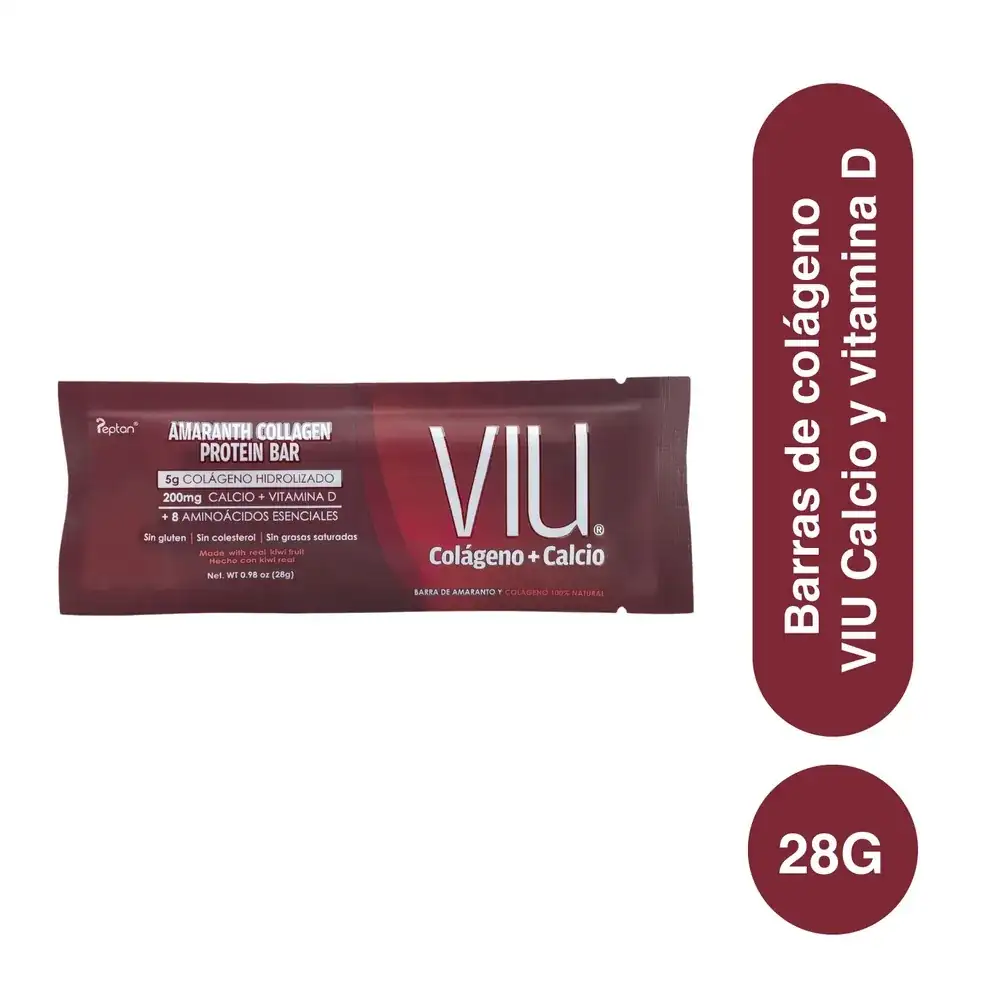 Peptan®
AMARANTH COLLAGEN
PROTEIN BAR
5g COLÁGENO HIDROLIZADO
200mg CALCIO + VITAMINA D
+ 8 AMINOÁCIDOS ESENCIALES
Sin gluten | Sin colesterol | Sin grasas saturadas
Made with real kiwi fruit
Hecho con kiwi real
Net. WT 0.98 oz (28g)
VIU®
Colágeno + Calcio
BARRA DE AMARANTO Y COLÁGENO 100% NATURAL
Barras de colágeno
VIU Calcio y vitamina D
28G